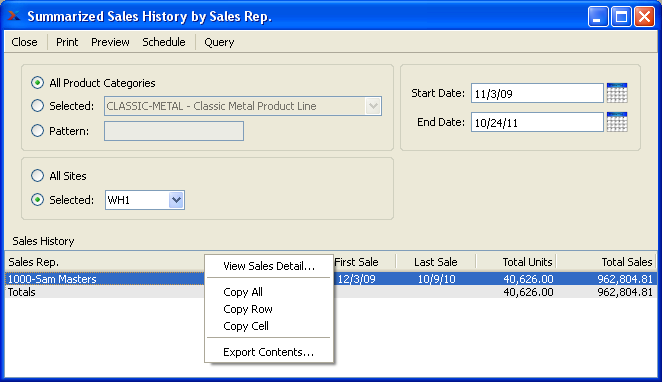 Summarized Sales History by Sales Rep.
Close Print Preview Schedule Query
All Product Categories
Selected: CLASSIC-METAL - Classic Metal Product Line
Pattern:
Start Date: 11/3/09
End Date: 10/24/11
All Sites
Selected: WH1
Sales History
Sales Rep. First Sale Last Sale Total Units Total Sales
1000-Sam Masters 12/3/09 10/9/10 40,626.00 962,804.81
Totals 40,626.00 962,804.81
View Sales Detail...
Copy All
Copy Row
Copy Cell
Export Contents...